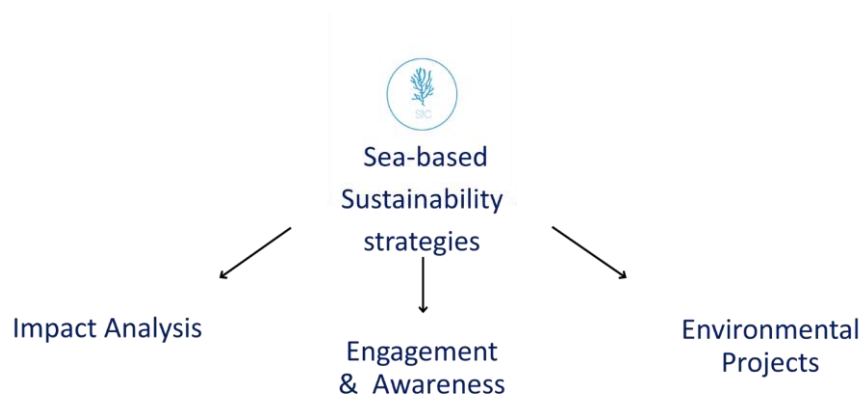 SIC
Sea-based
Sustainability
strategies
Impact Analysis
Engagement
& Awareness
Environmental
Projects